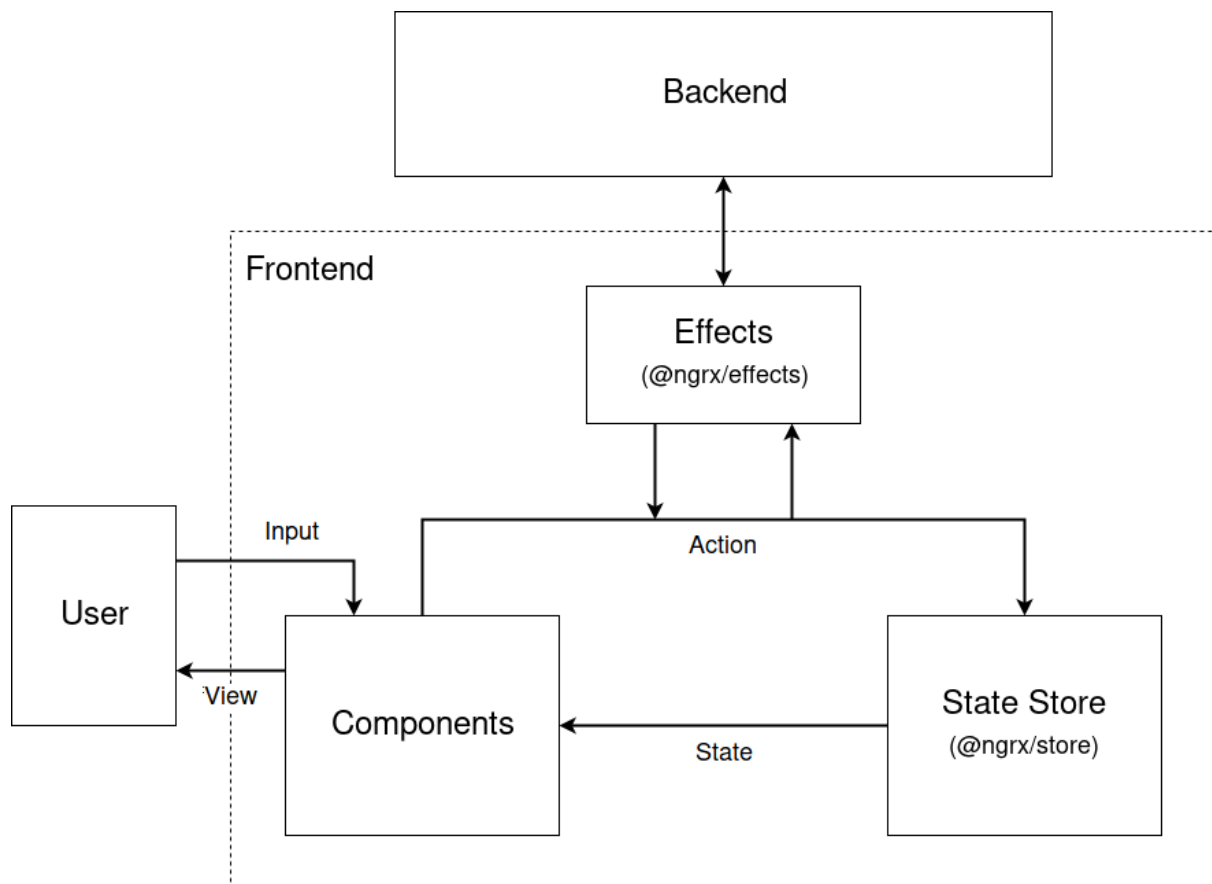 Backend
Frontend
Effects
(@ngrx/effects)
Input
Action
User
View
Components
State
State Store
(@ngrx/store)